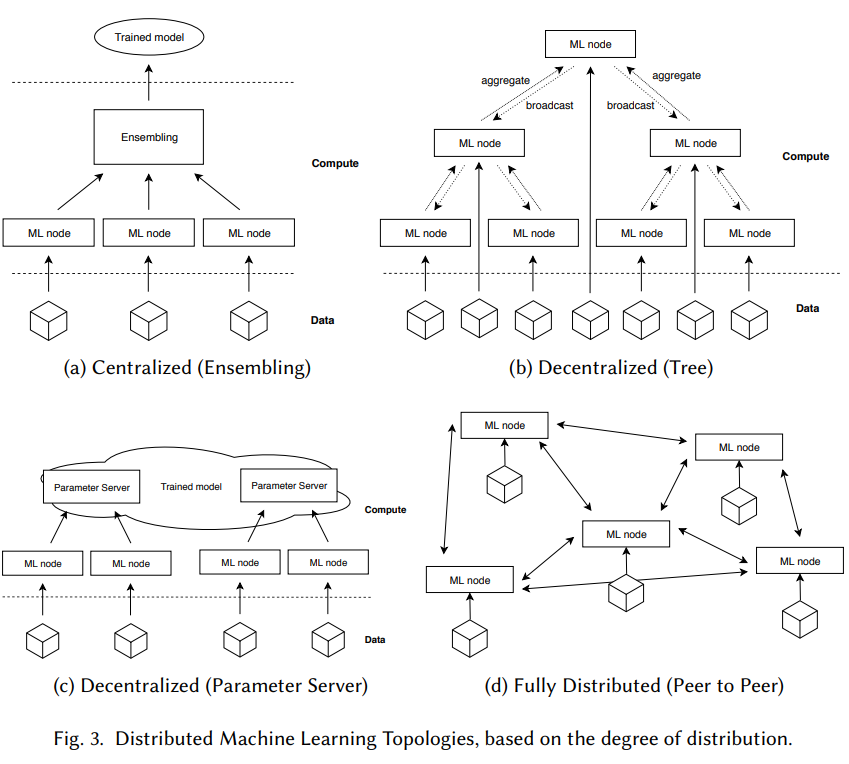 Trained model
Ensembling
Compute
ML node ML node ML node
Data
(a) Centralized (Ensembling)
ML node
aggregate aggregate
broadcast broadcast
ML node ML node
Compute
ML node ML node ML node ML node
Data
(b) Decentralized (Tree)
Parameter Server Trained model Parameter Server
Compute
ML node ML node ML node ML node
Data
(c) Decentralized (Parameter Server)
ML node
ML node
ML node
ML node
ML node
(d) Fully Distributed (Peer to Peer)
Fig. 3. Distributed Machine Learning Topologies, based on the degree of distribution.